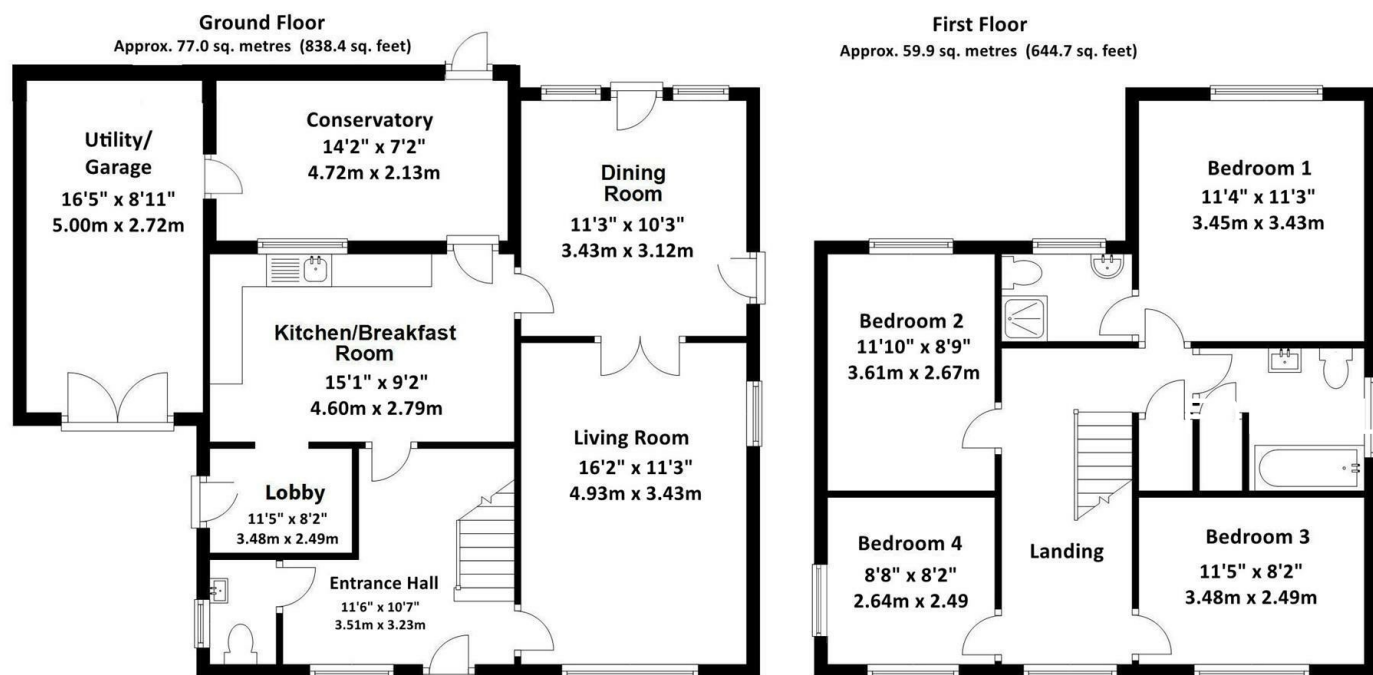 Ground Floor
Approx. 77.0 sq. metres (838.4 sq. feet)
Utility/
Garage
16'5" x 8'11"
5.00m x 2.72m
Conservatory
14'2" x 7'2"
4.72m x 2.13m
Dining
Room
11'3" x 10'3"
3.43m x 3.12m
Kitchen/Breakfast
Room
15'1" x 9'2"
4.60m x 2.79m
Living Room
16'2" x 11'3"
4.93m x 3.43m
Lobby
11'5" x 8'2"
3.48m x 2.49m
Entrance Hall
11'6" x 10'7"
3.51m x 3.23m
First Floor
Approx. 59.9 sq. metres (644.7 sq. feet)
Bedroom 1
11'4" x 11'3"
3.45m x 3.43m
Bedroom 2
11'10" x 8'9"
3.61m x 2.67m
Bedroom 4
8'8" x 8'2"
2.64m x 2.49
Landing
Bedroom 3
11'5" x 8'2"
3.48m x 2.49m